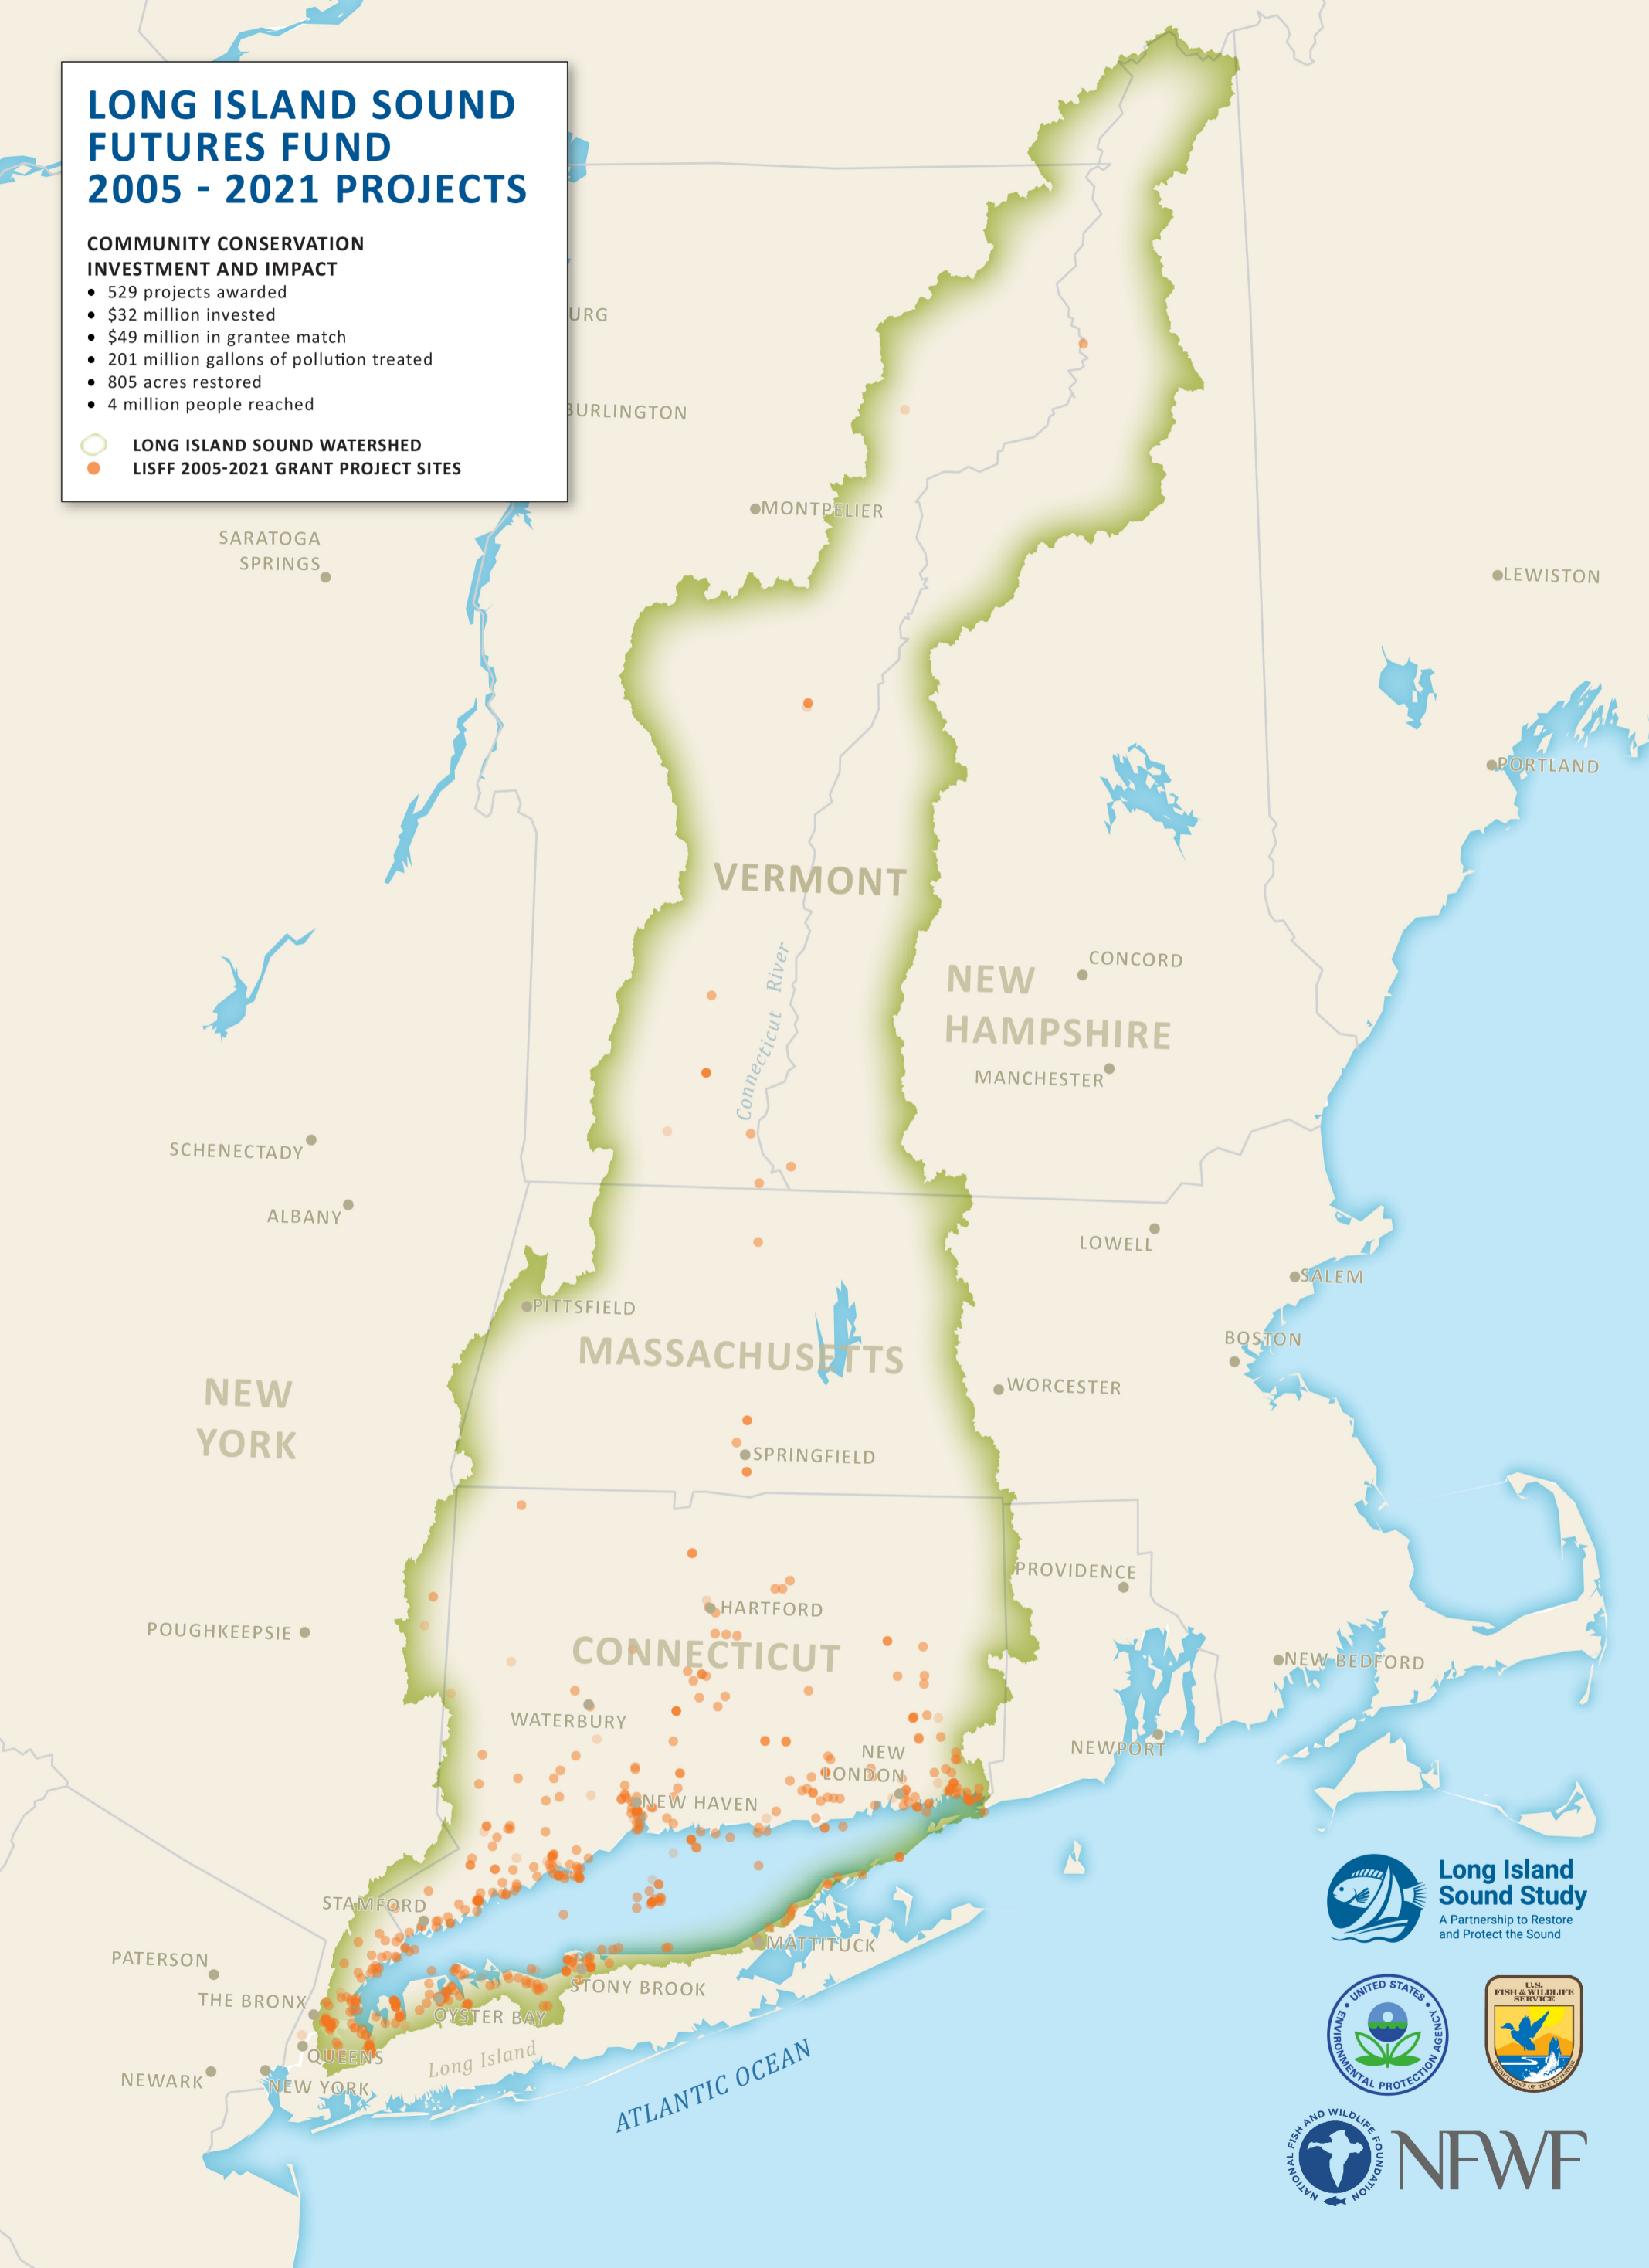 LONG ISLAND SOUND
FUTURES FUND
2005 - 2021 PROJECTS
COMMUNITY CONSERVATION
INVESTMENT AND IMPACT
• 529 projects awarded
• $32 million invested
• $49 million in grantee match
• 201 million gallons of pollution treated
• 805 acres restored
• 4 million people reached
LONG ISLAND SOUND WATERSHED
LISFF 2005-2021 GRANT PROJECT SITES
URG
BURLINGTON
MONTPELIER
SARATOGA
SPRINGS
LEWISTON
PORTLAND
VERMONT
Connecticut River
CONCORD
NEW
HAMPSHIRE
MANCHESTER
SCHENECTADY
ALBANY
LOWELL
SALEM
PITTSFIELD
BOSTON
MASSACHUSETTS
WORCESTER
NEW
YORK
SPRINGFIELD
PROVIDENCE
HARTFORD
POUGHKEEPSIE
CONNECTICUT
NEW BEDFORD
WATERBURY
NEWPORT
NEW
LONDON
NEW HAVEN
STAMFORD
MATTITUCK
PATERSON
STONY BROOK
THE BRONX
OYSTER BAY
QUEENS
Long Island
NEWARK
NEW YORK
ATLANTIC OCEAN
Long Island
Sound Study
A Partnership to Restore
and Protect the Sound
UNITED STATES
ENVIRONMENTAL PROTECTION AGENCY
U.S.
FISH & WILDLIFE
SERVICE
DEPARTMENT OF THE INTERIOR
NATIONAL FISH AND WILDLIFE FOUNDATION
NFWF